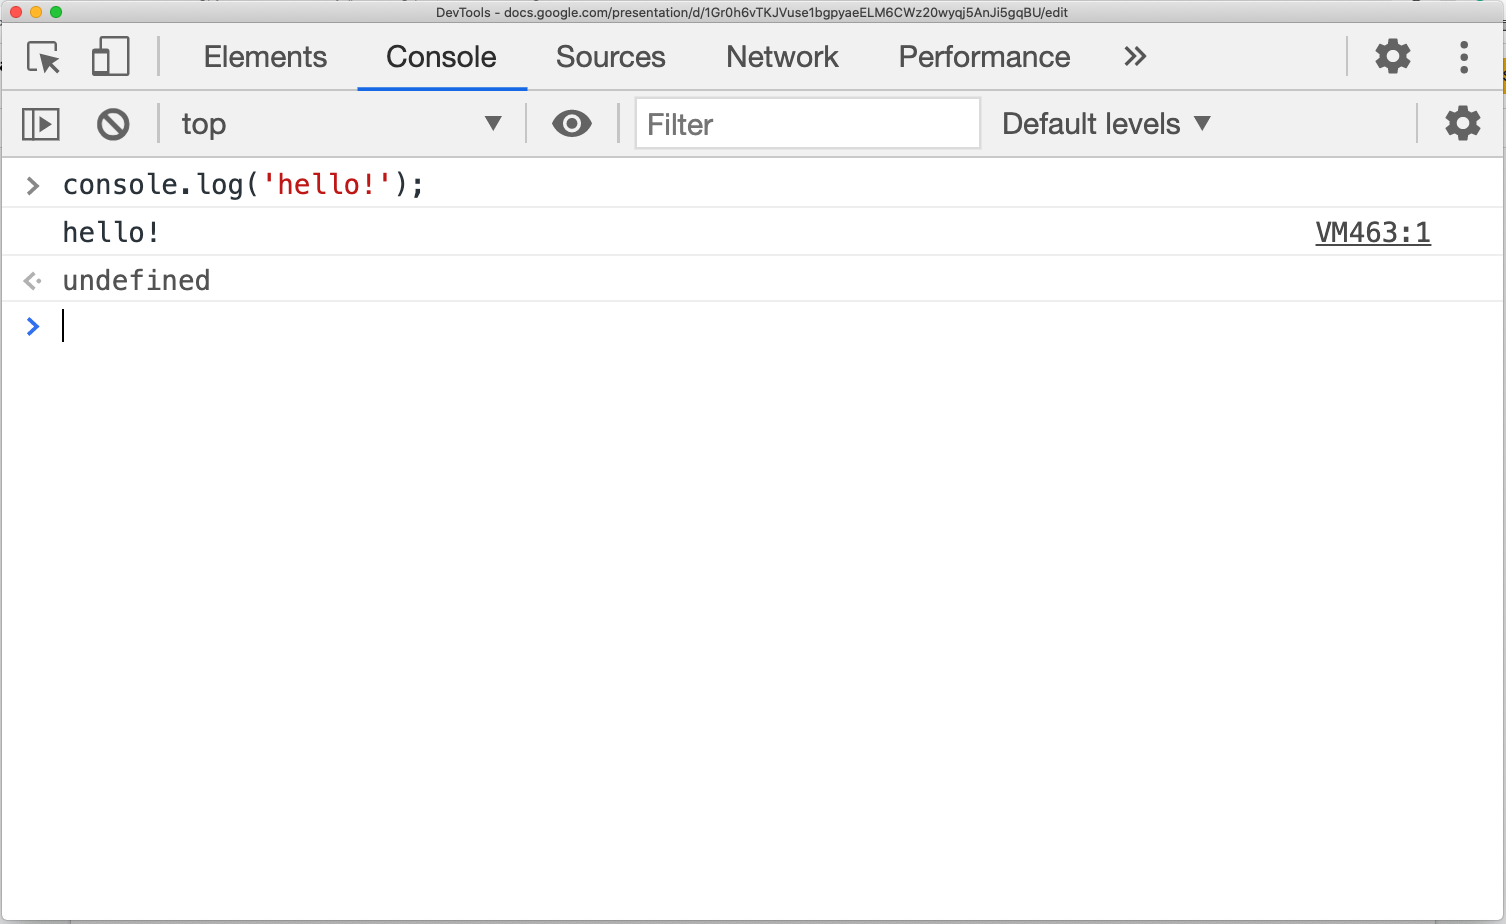 DevTools - docs.google.com/presentation/d/1Gr0h6vTKJVuse1bgpyaeELM6CWz20wyqj5AnJi5gqBU/edit
Elements Console Sources Network Performance »
top ▼ Filter Default levels ▼
> console.log('hello!');
hello! VM463:1
undefined
>